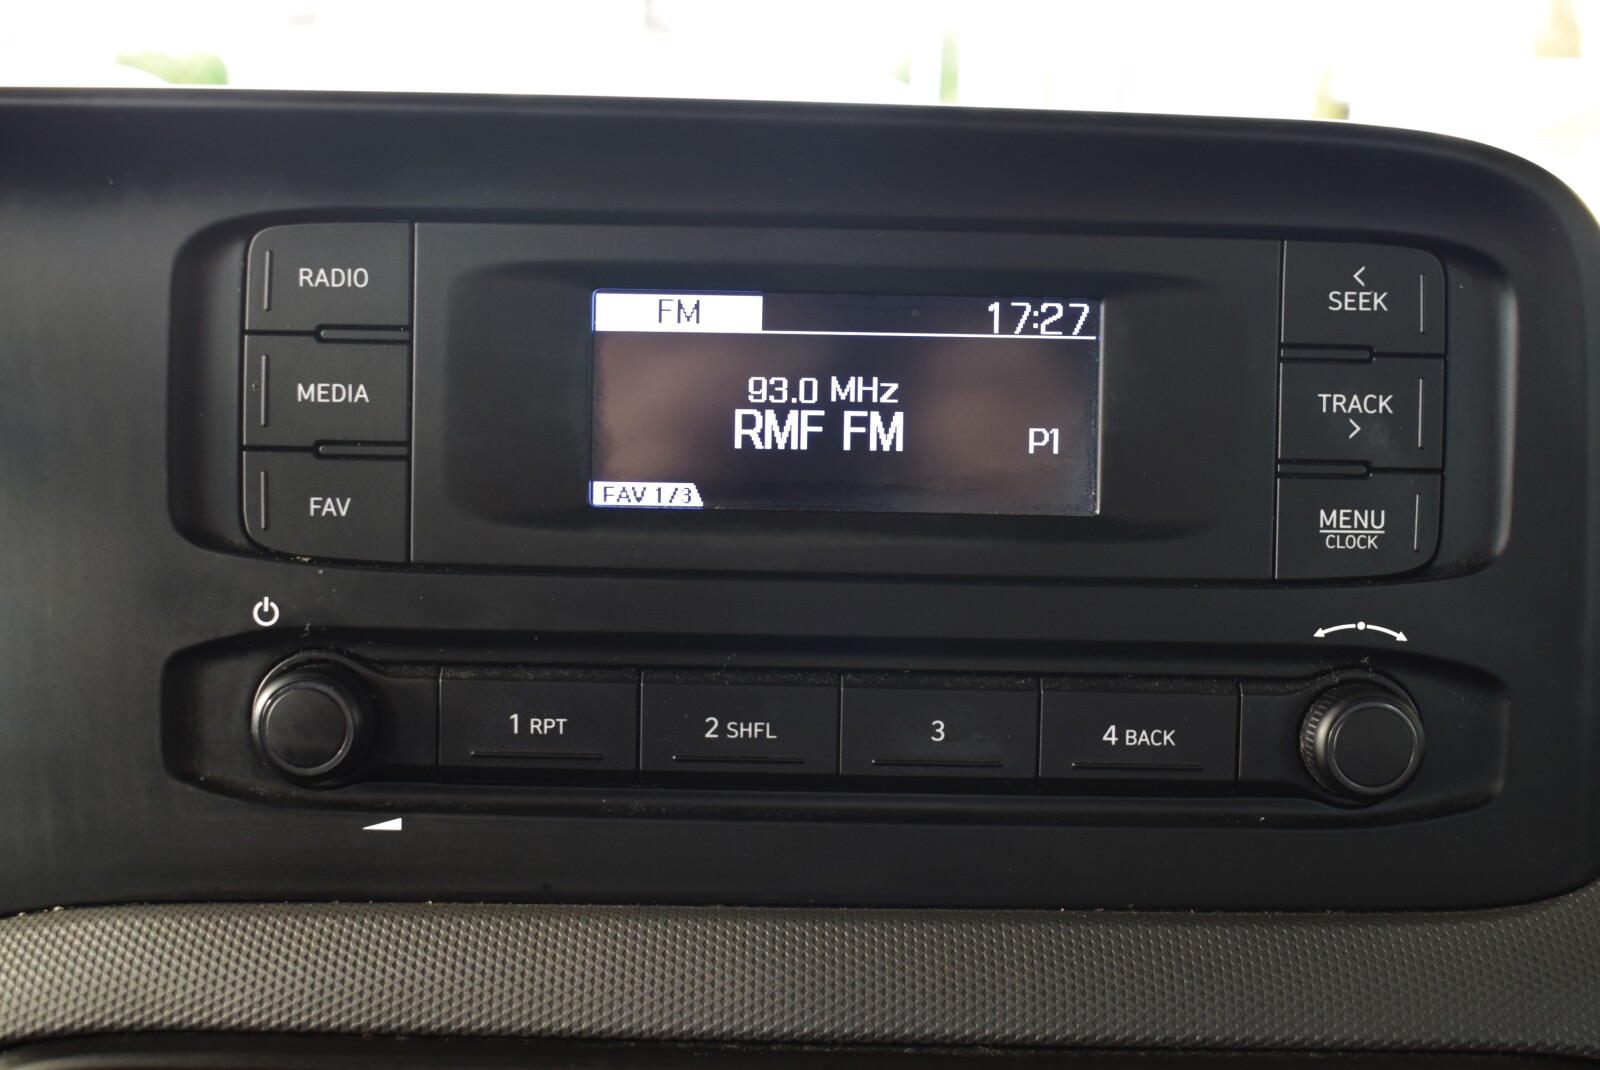 RADIO
MEDIA
FAV
FM 17:27
93.0 MHz
RMF FM P1
FAV 1/3
< SEEK
TRACK >
MENU
CLOCK
1 RPT
2 SHFL
3
4 BACK